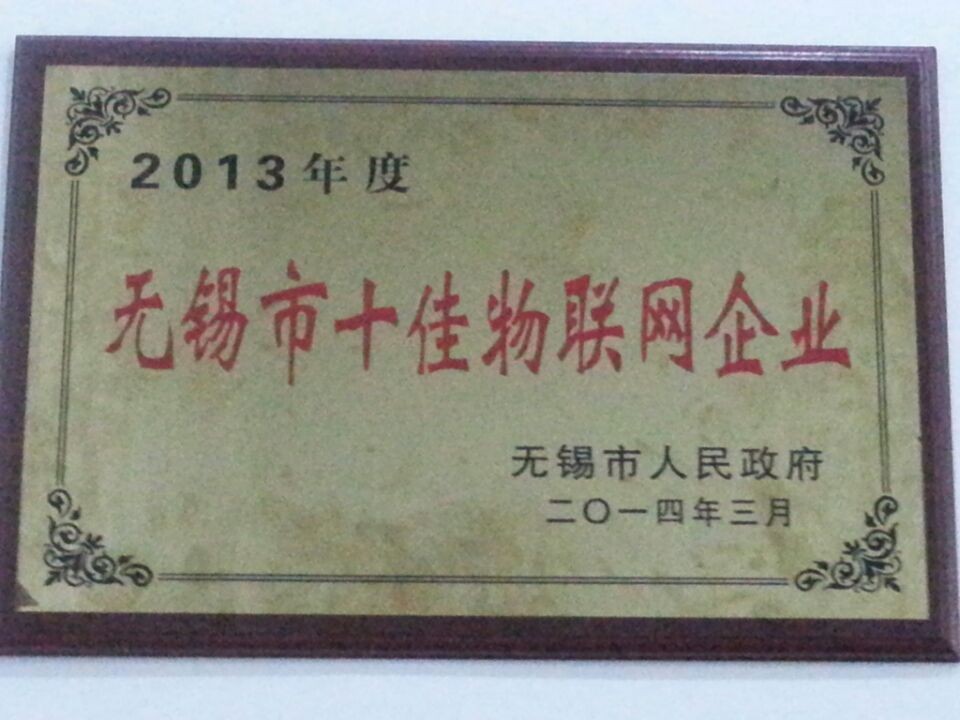 2013年度
无锡市十佳物联网企业
无锡市人民政府
二〇一四年三月